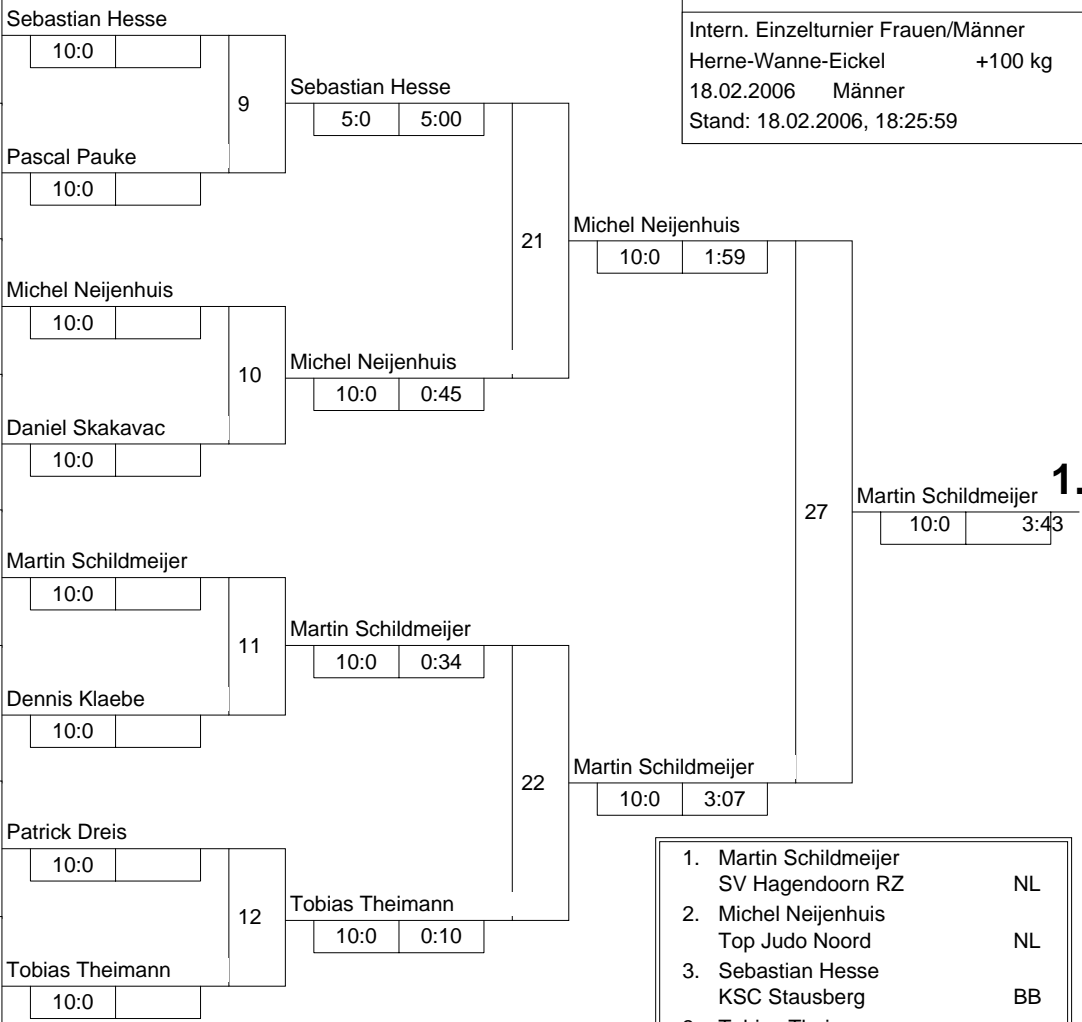 Sebastian Hesse
10:0
9
Pascal Pauke
10:0
Michel Neijenhuis
10:0
10
Daniel Skakavac
10:0
Martin Schildmeijer
10:0
11
Dennis Klaebe
10:0
Patrick Dreis
10:0
12
Tobias Theimann
10:0
Sebastian Hesse
5:0 5:00
21
Michel Neijenhuis
10:0 0:45
Martin Schildmeijer
10:0 0:34
22
Tobias Theimann
10:0 0:10
Michel Neijenhuis
10:0 1:59
27
Martin Schildmeijer
10:0 3:07
Martin Schildmeijer 1.
10:0 3:43
Intern. Einzelturnier Frauen/Männer
Herne-Wanne-Eickel +100 kg
18.02.2006 Männer
Stand: 18.02.2006, 18:25:59
1. Martin Schildmeijer
SV Hagendoorn RZ NL
2. Michel Neijenhuis
Top Judo Noord NL
3. Sebastian Hesse
KSC Stausberg BB